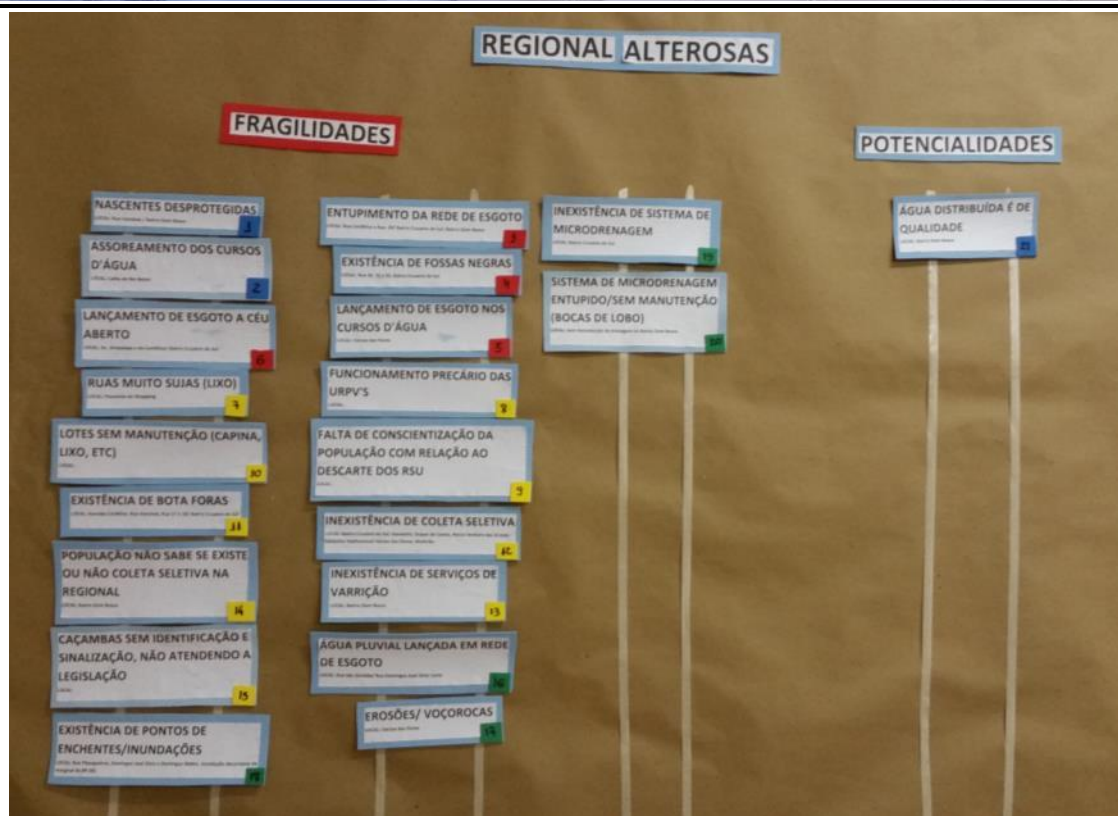 REGIONAL ALTEROSAS
FRAGILIDADES
NASCENTES DESPROTEGIDAS
1
ASSOREAMENTO DOS CURSOS
D'ÁGUA
2
LANÇAMENTO DE ESGOTO A CÉU
ABERTO
6
RUAS MUITO SUJAS (LIXO)
7
LOTES SEM MANUTENÇÃO (CAPINA,
LIXO, ETC)
10
EXISTÊNCIA DE BOTA FORAS
11
POPULAÇÃO NÃO SABE SE EXISTE
OU NÃO COLETA SELETIVA NA
REGIONAL
14
CAÇAMBAS SEM IDENTIFICAÇÃO E
SINALIZAÇÃO, NÃO ATENDENDO A
LEGISLAÇÃO
15
EXISTÊNCIA DE PONTOS DE
ENCHENTES/INUNDAÇÕES
18
ENTUPIMENTO DA REDE DE ESGOTO
3
EXISTÊNCIA DE FOSSAS NEGRAS
4
LANÇAMENTO DE ESGOTO NOS
CURSOS D'ÁGUA
5
FUNCIONAMENTO PRECÁRIO DAS
URPV'S
8
FALTA DE CONSCIENTIZAÇÃO DA
POPULAÇÃO COM RELAÇÃO AO
DESCARTE DOS RSU
9
INEXISTÊNCIA DE COLETA SELETIVA
12
INEXISTÊNCIA DE SERVIÇOS DE
VARRIÇÃO
13
ÁGUA PLUVIAL LANÇADA EM REDE
DE ESGOTO
16
EROSÕES/ VOÇOROCAS
17
INEXISTÊNCIA DE SISTEMA DE
MICRODRENAGEM
19
SISTEMA DE MICRODRENAGEM
ENTUPIDO/SEM MANUTENÇÃO
(BOCAS DE LOBO)
20
POTENCIALIDADES
ÁGUA DISTRIBUÍDA É DE
QUALIDADE
21